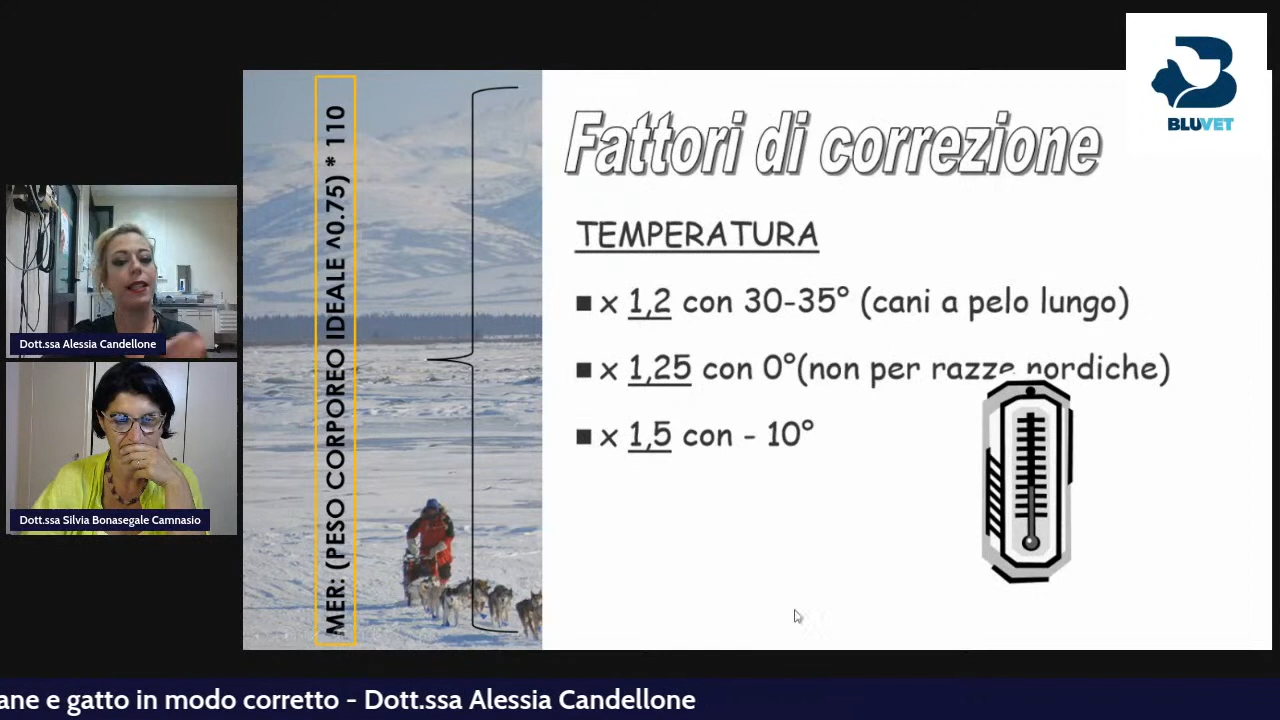 BLUVET
Fattori di correzione
MER: (PESO CORPOREO IDEALE ^0.75) * 110
TEMPERATURA
▪ x 1,2 con 30-35° (cani a pelo lungo)
▪ x 1,25 con 0°(non per razze nordiche)
▪ x 1,5 con - 10°
Dott.ssa Alessia Candellone
Dott.ssa Silvia Bonasegale Camnasio
ane e gatto in modo corretto - Dott.ssa Alessia Candellone